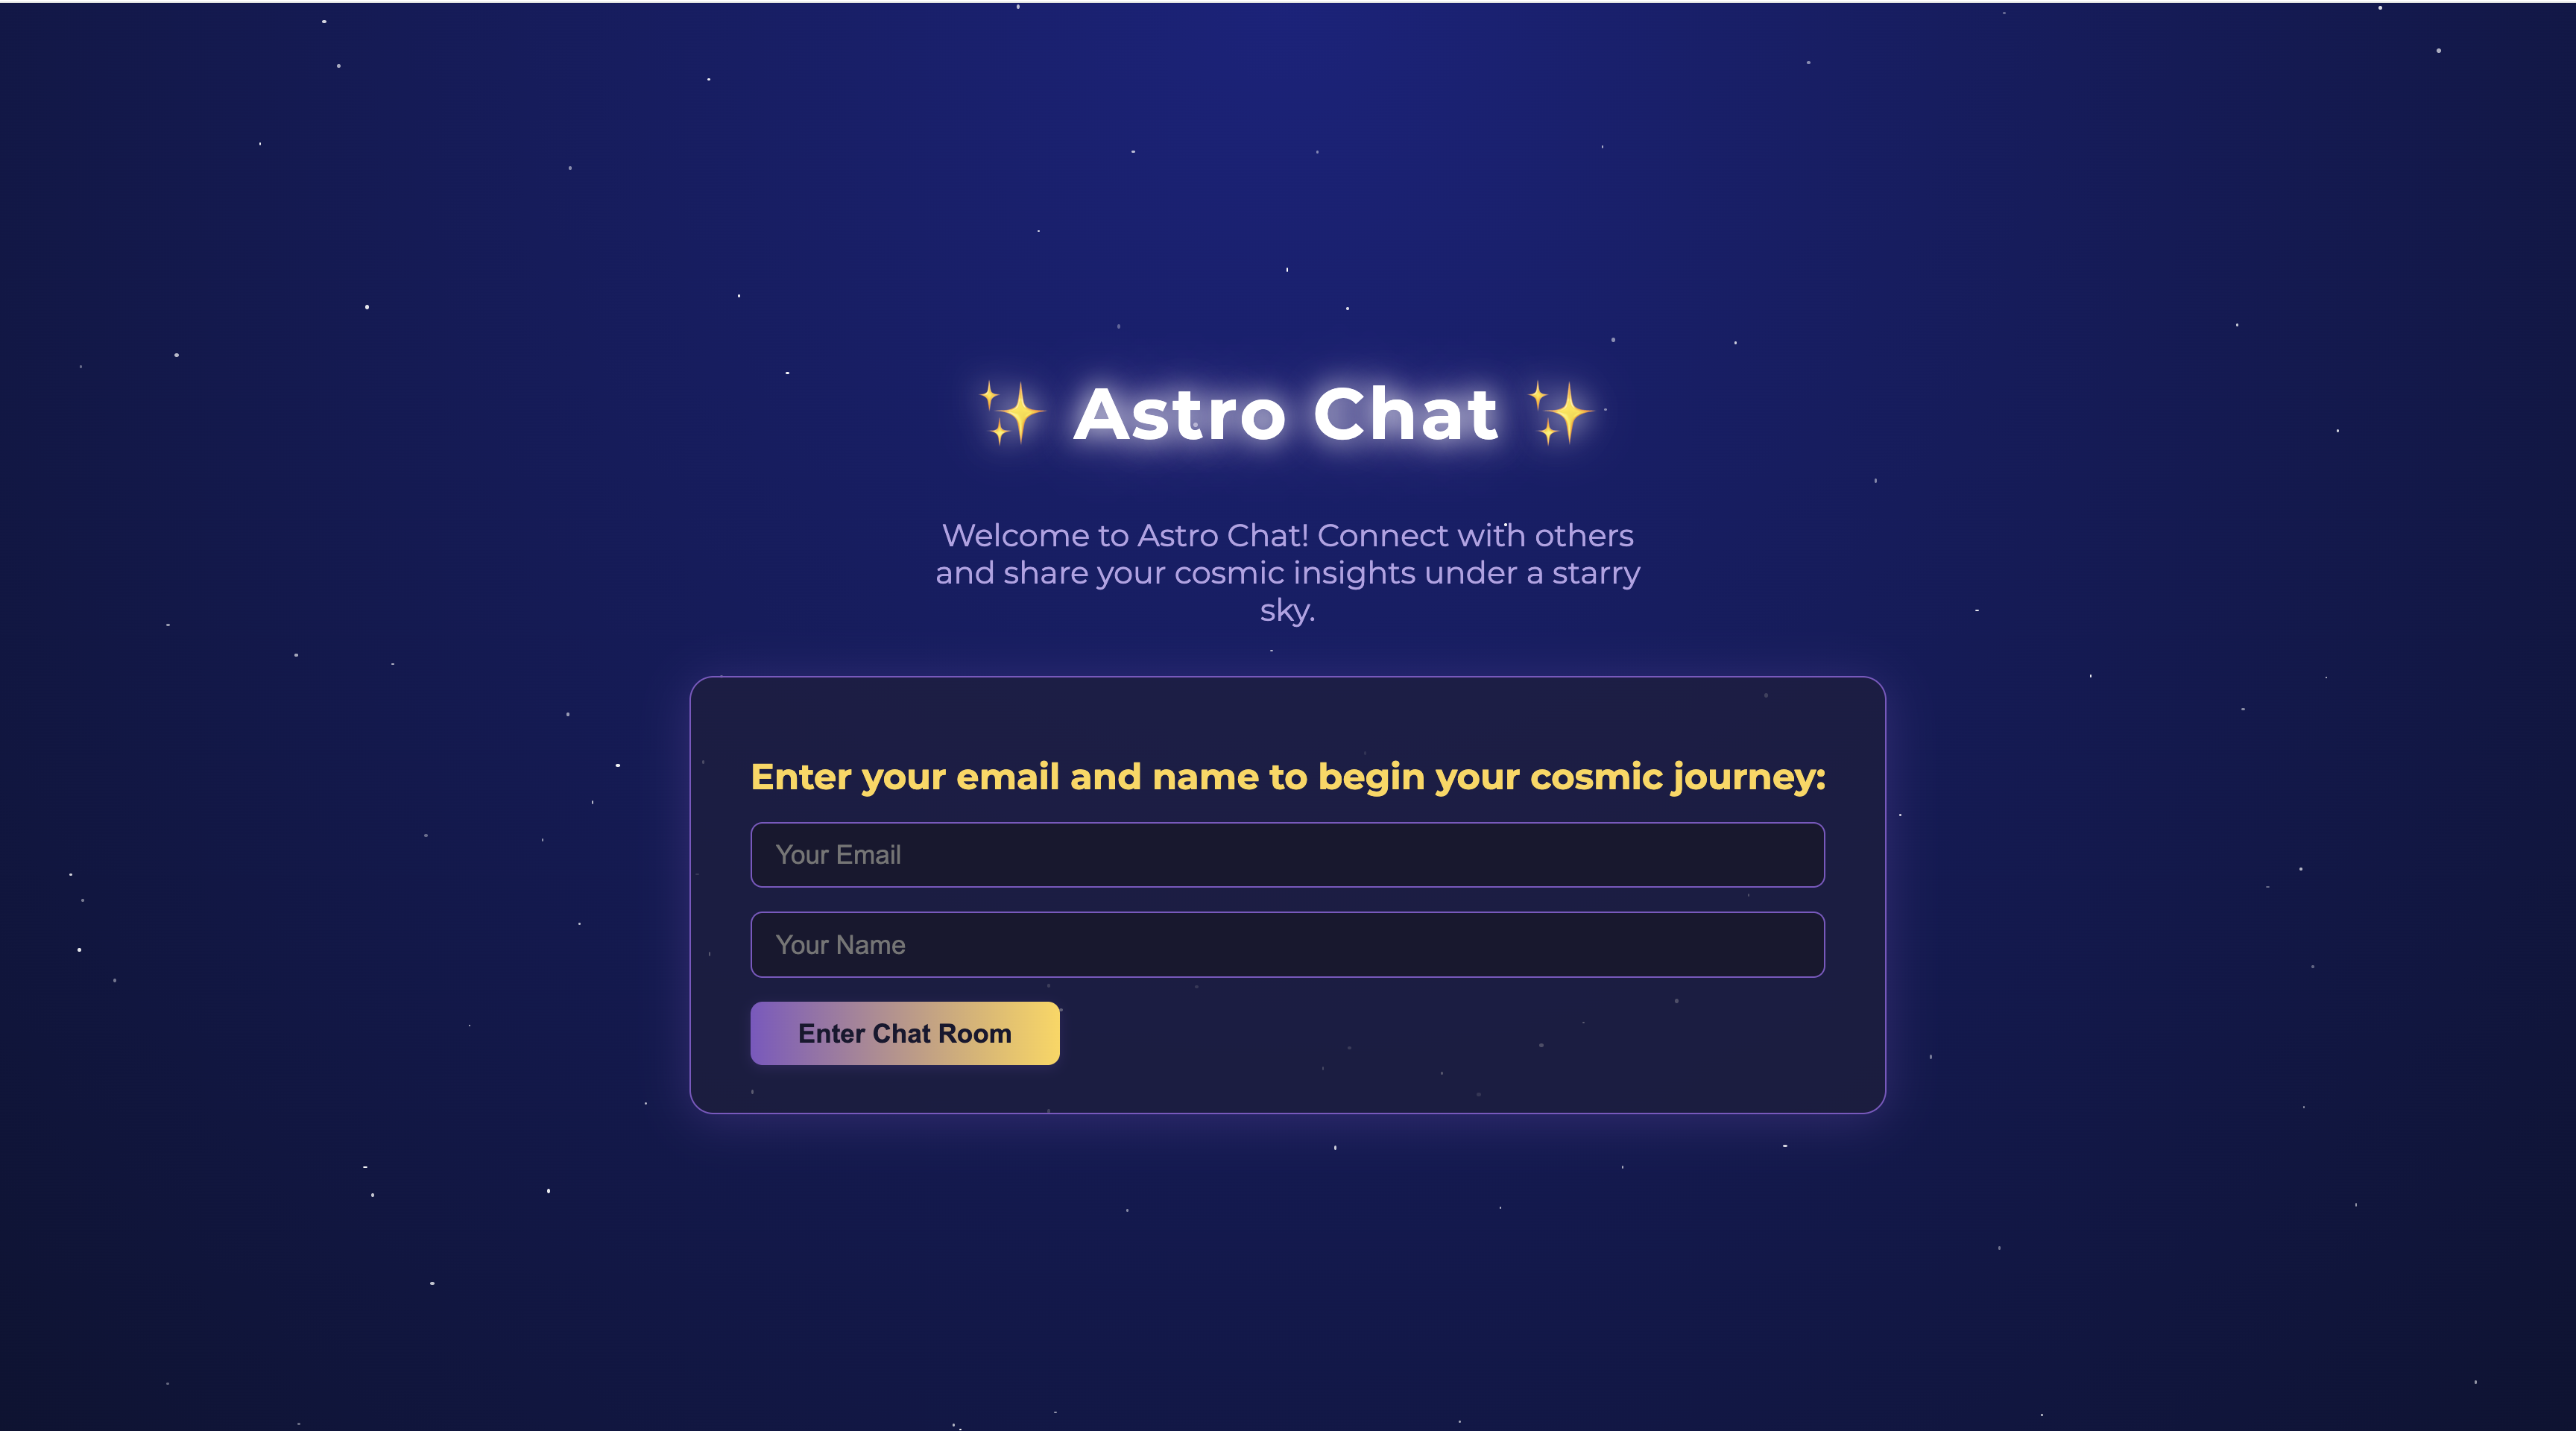 ✨ Astro Chat ✨
Welcome to Astro Chat! Connect with others
and share your cosmic insights under a starry
sky.
Enter your email and name to begin your cosmic journey:
Your Email
Your Name
Enter Chat Room